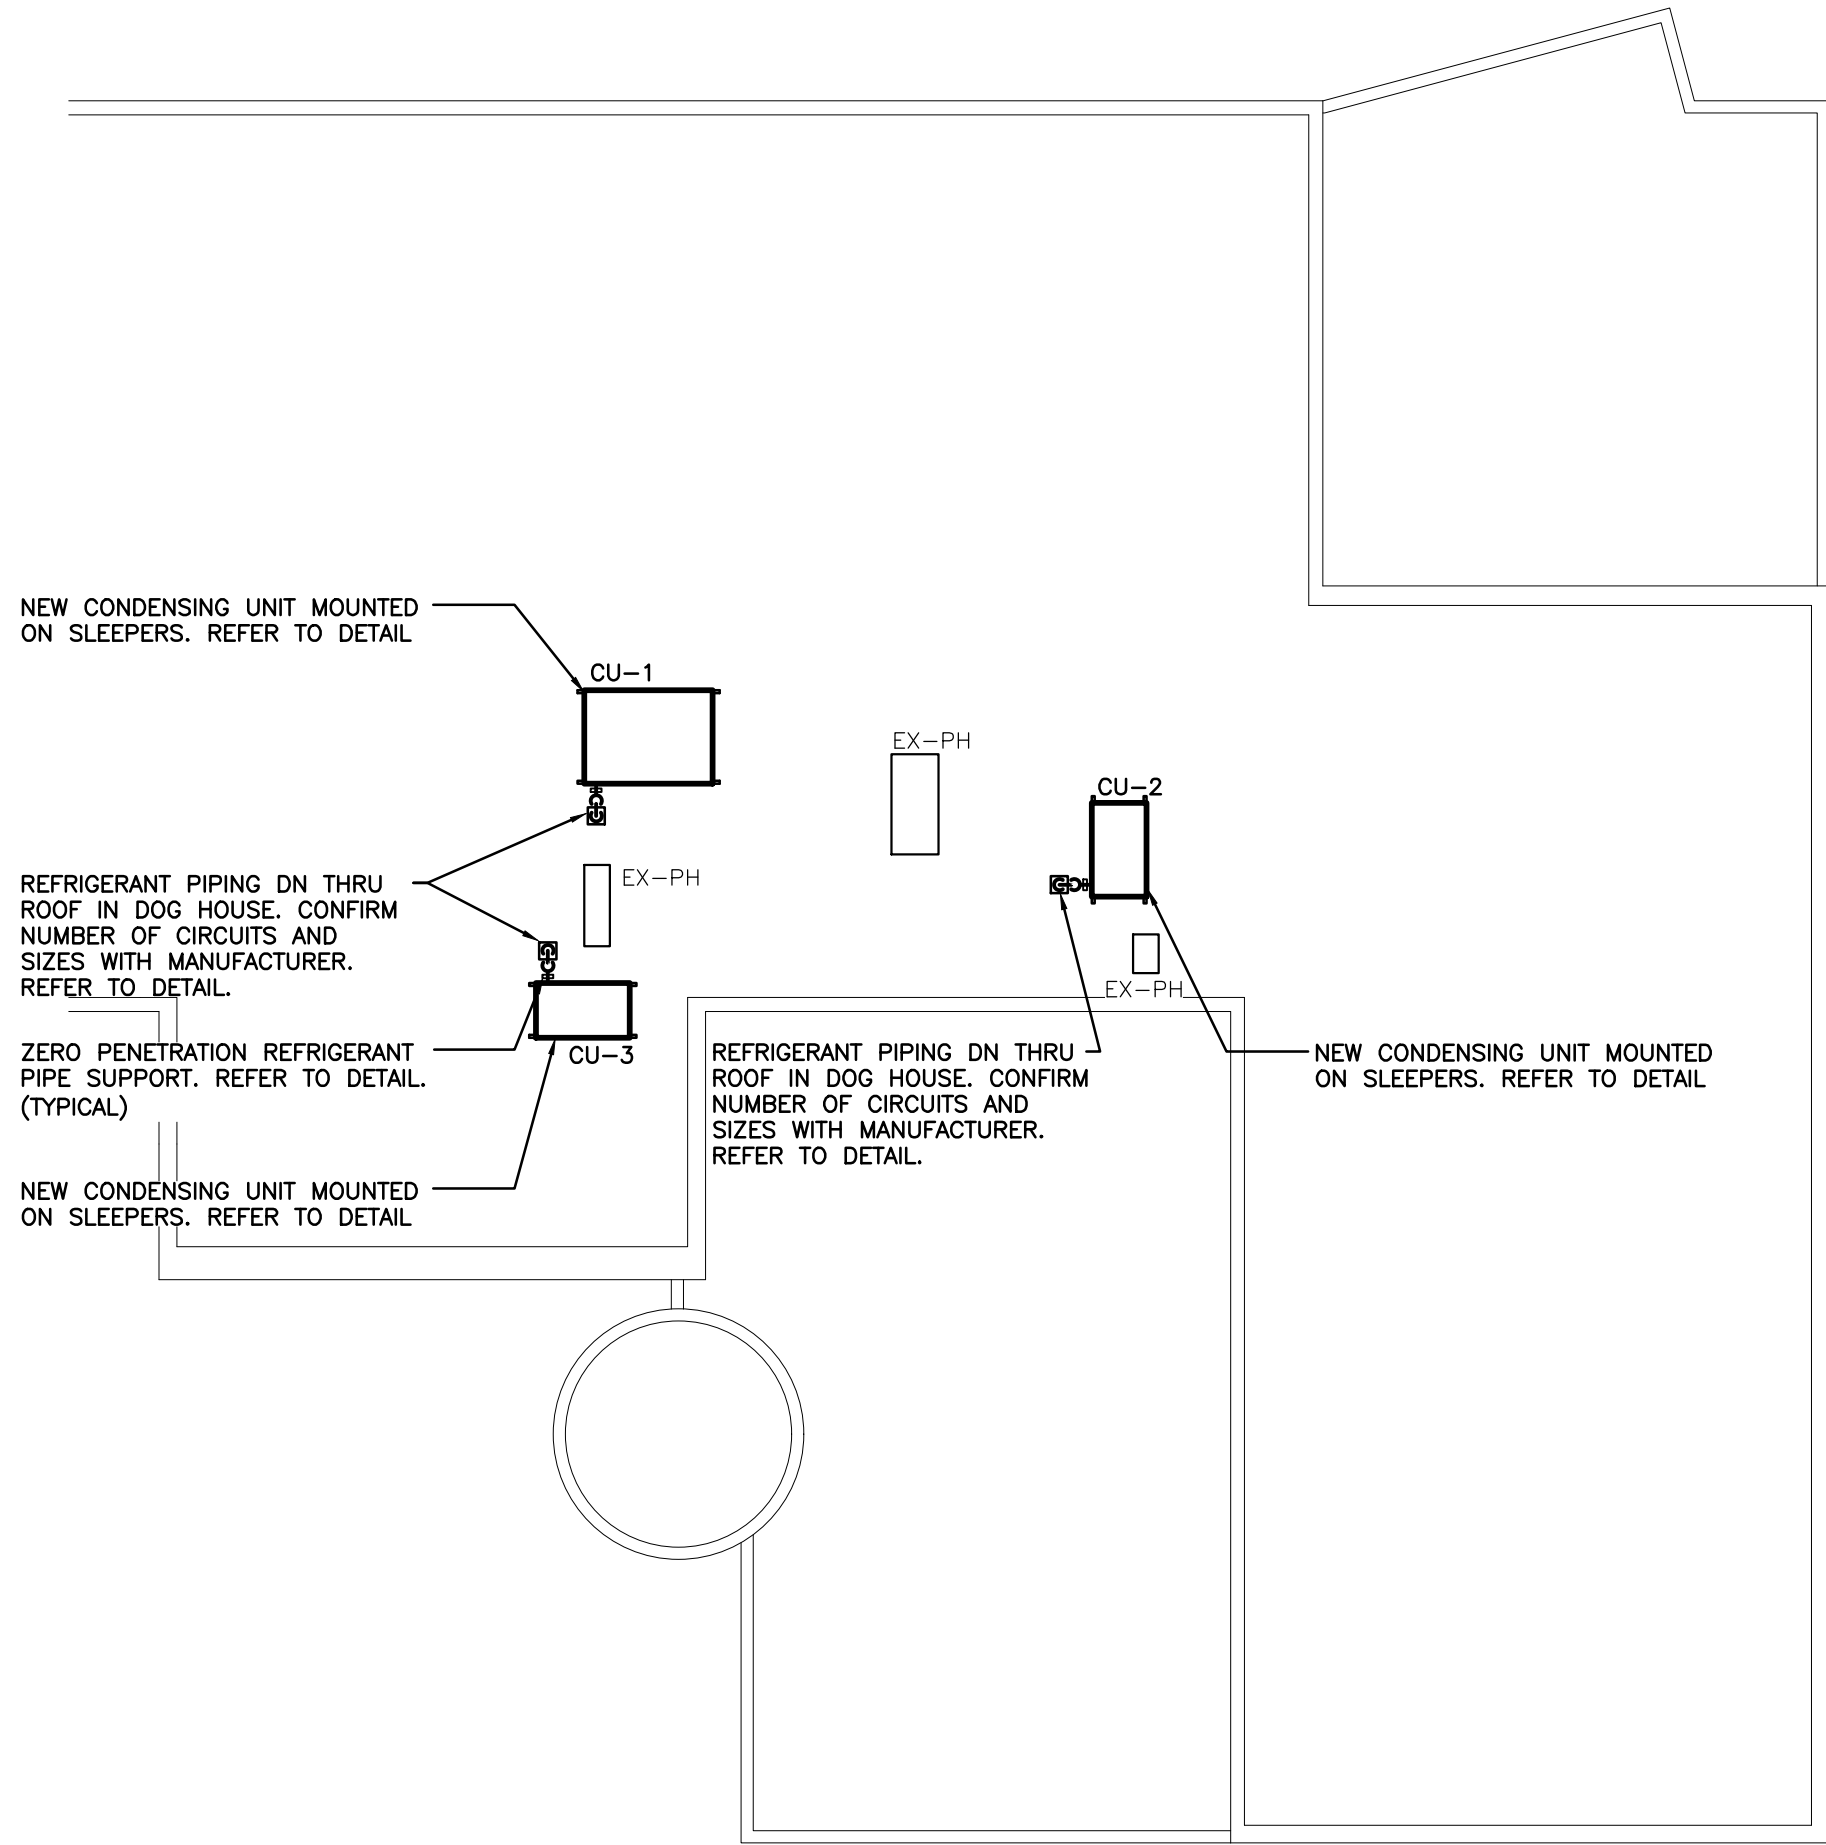 NEW CONDENSING UNIT MOUNTED
ON SLEEPERS. REFER TO DETAIL
CU-1
EX-PH
CU-2
REFRIGERANT PIPING DN THRU
ROOF IN DOG HOUSE. CONFIRM
NUMBER OF CIRCUITS AND
SIZES WITH MANUFACTURER.
REFER TO DETAIL.
EX-PH
EX-PH
ZERO PENETRATION REFRIGERANT
PIPE SUPPORT. REFER TO DETAIL.
(TYPICAL)
CU-3
REFRIGERANT PIPING DN THRU
ROOF IN DOG HOUSE. CONFIRM
NUMBER OF CIRCUITS AND
SIZES WITH MANUFACTURER.
REFER TO DETAIL.
NEW CONDENSING UNIT MOUNTED
ON SLEEPERS. REFER TO DETAIL
NEW CONDENSING UNIT MOUNTED
ON SLEEPERS. REFER TO DETAIL